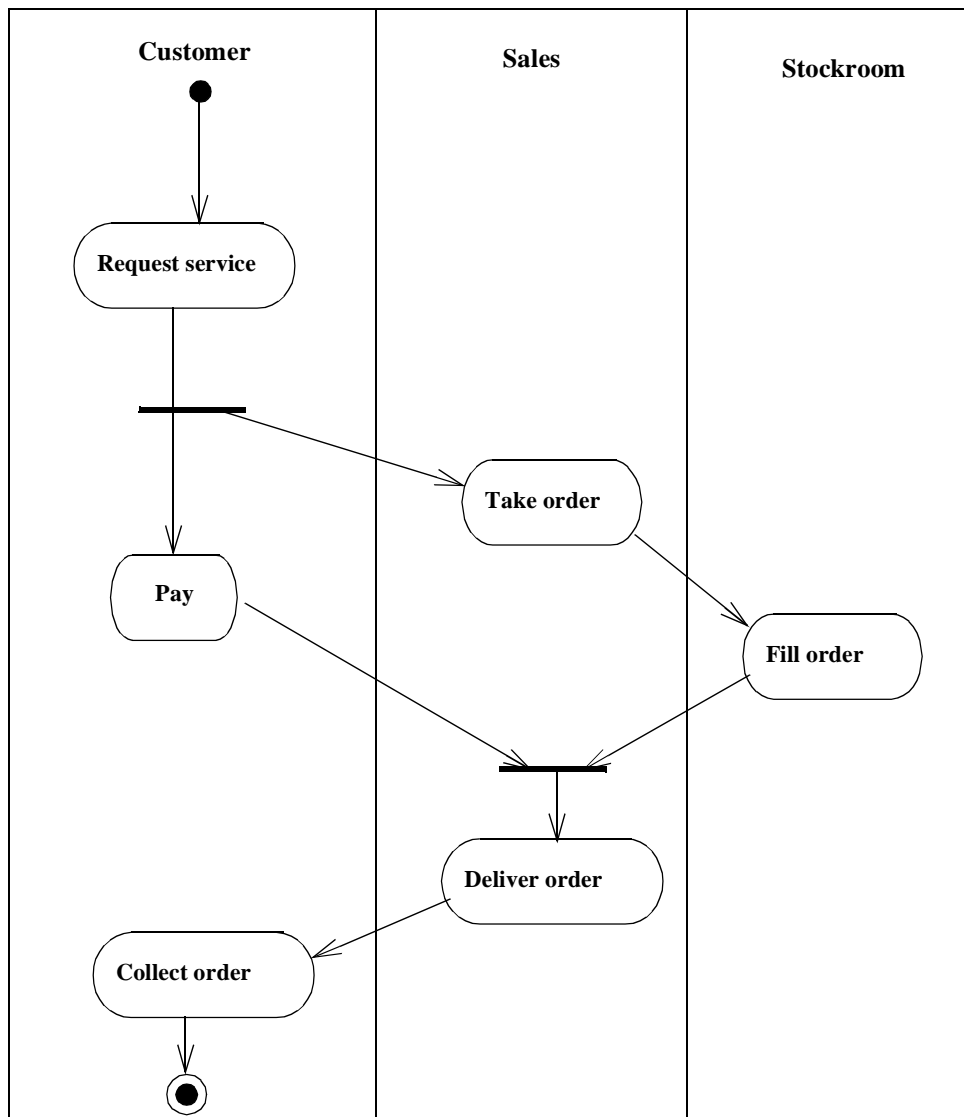 Customer
Sales
Stockroom
Request service
Take order
Pay
Fill order
Deliver order
Collect order